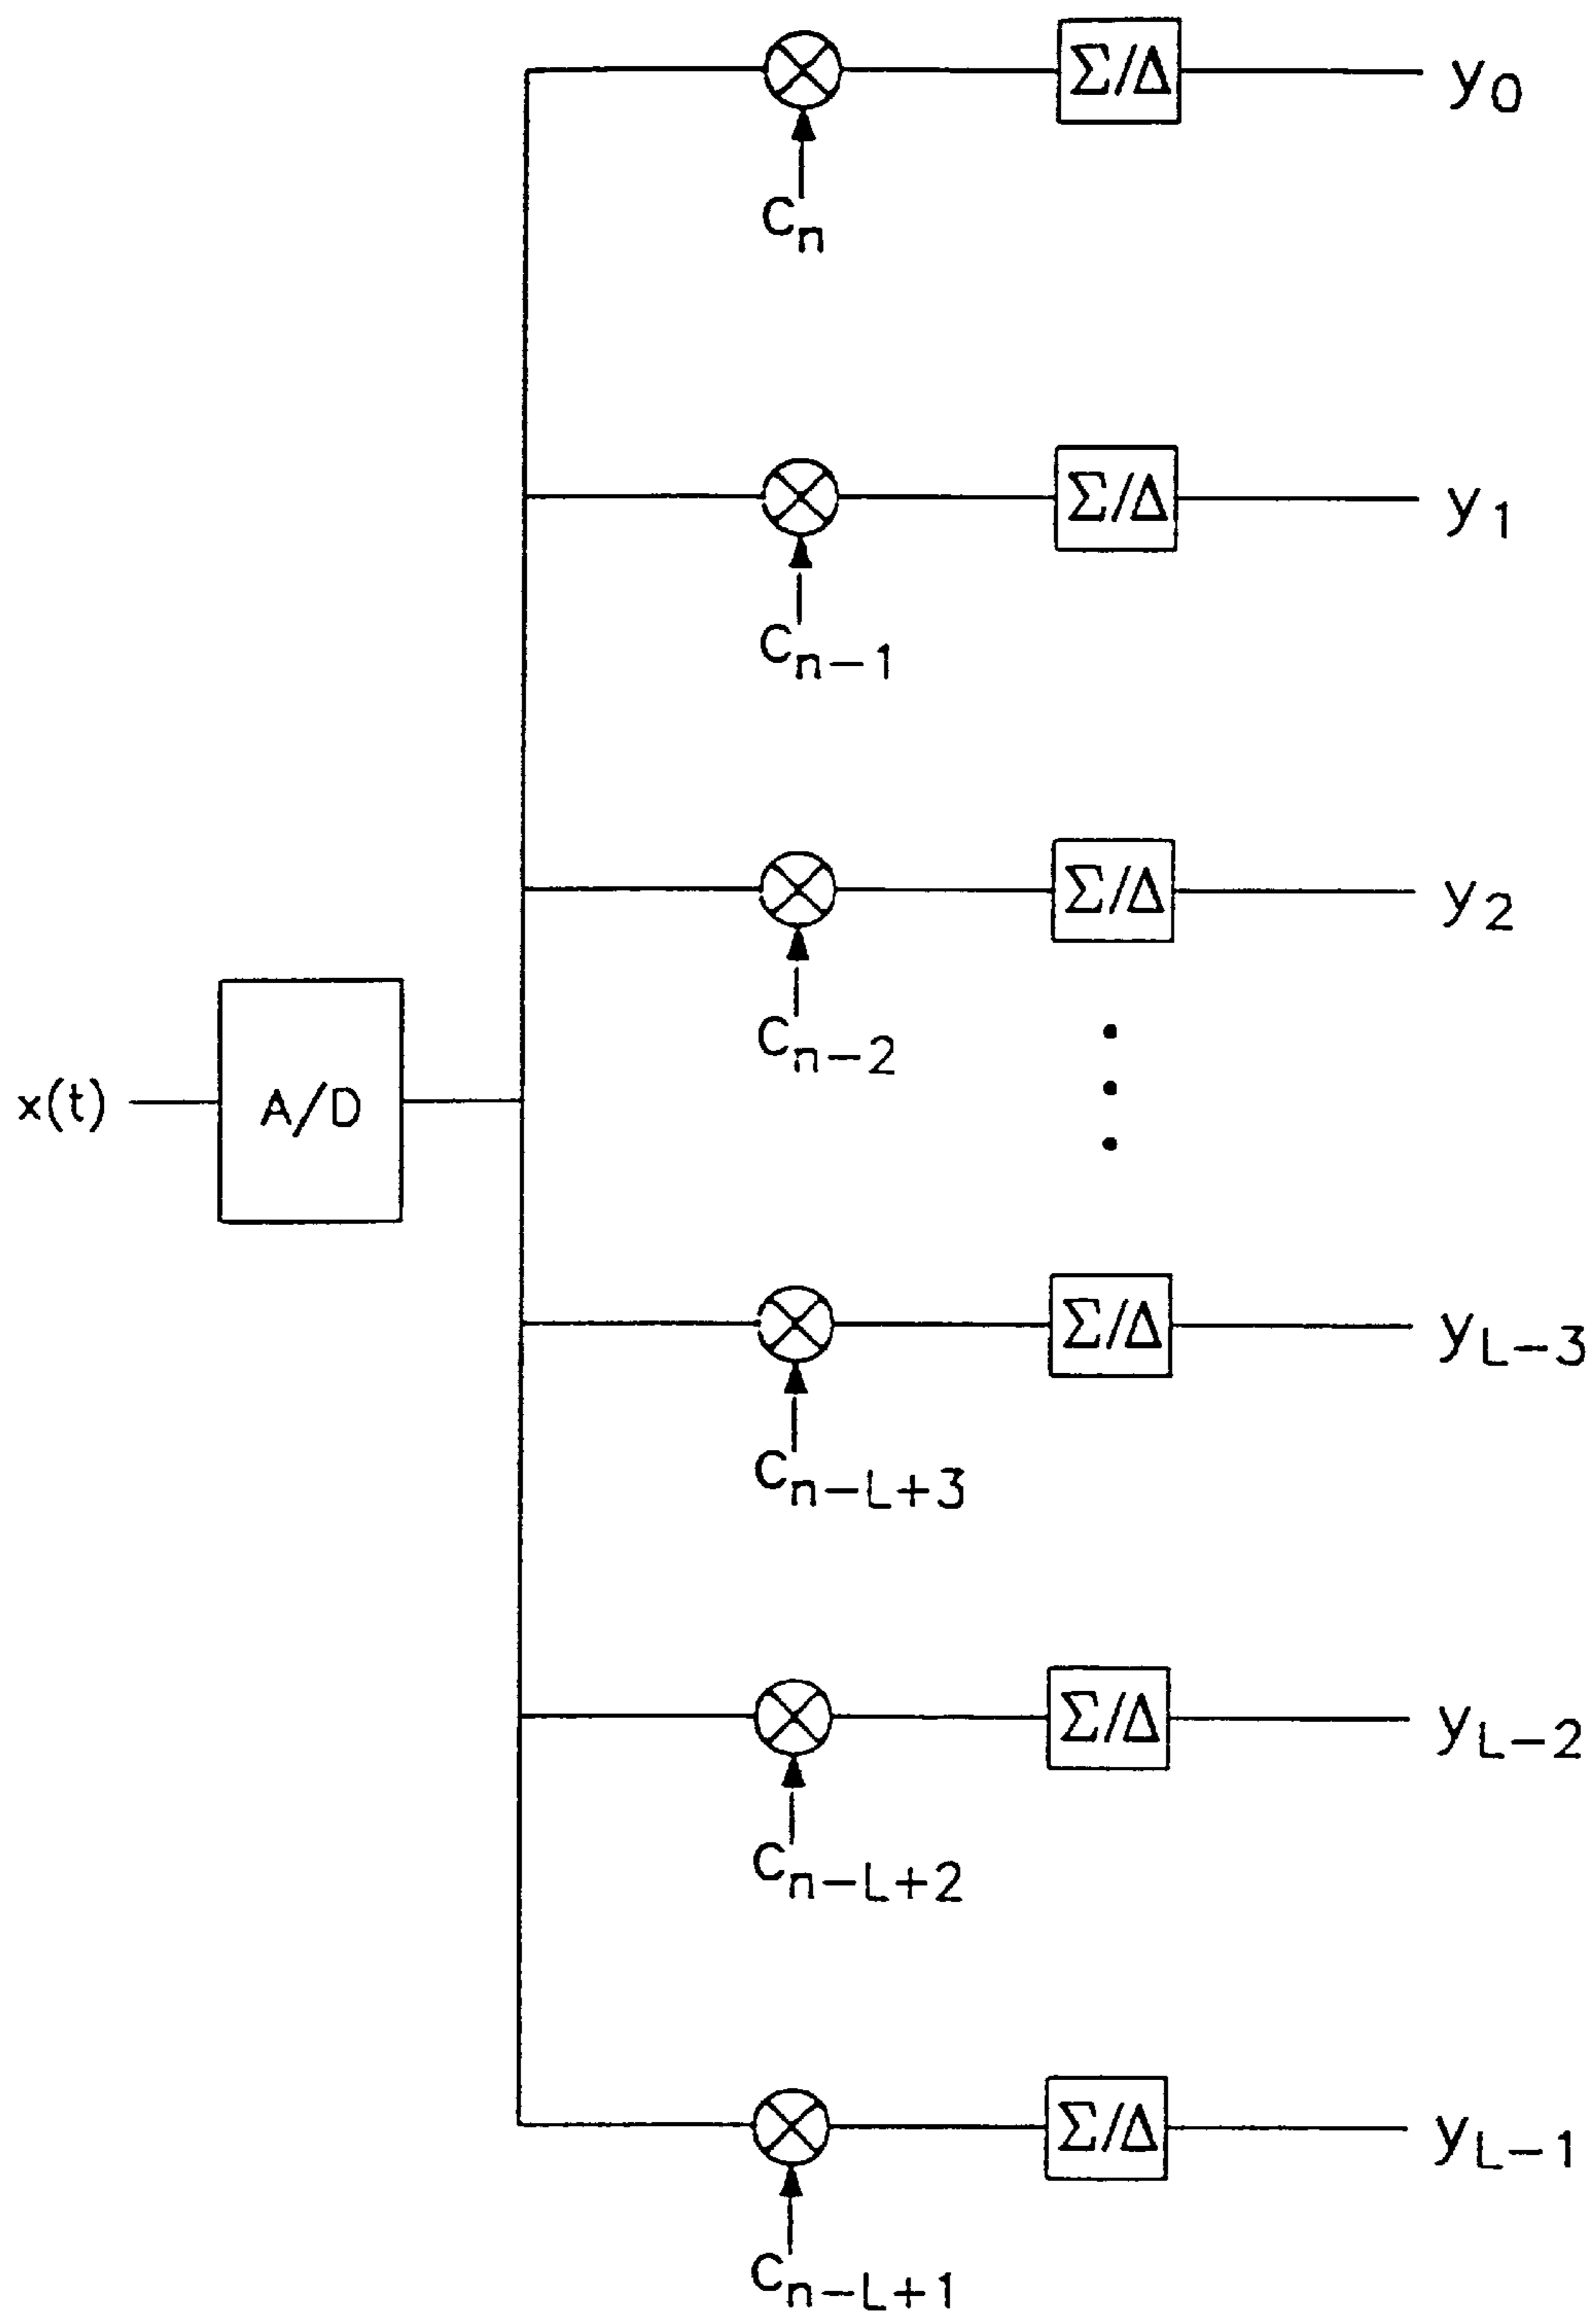 Σ/Δ y0
Cn
Σ/Δ y1
Cn−1
Σ/Δ y2
Cn−2
x(t) A/D
Σ/Δ yL−3
Cn−L+3
Σ/Δ yL−2
Cn−L+2
Σ/Δ yL−1
Cn−L+1